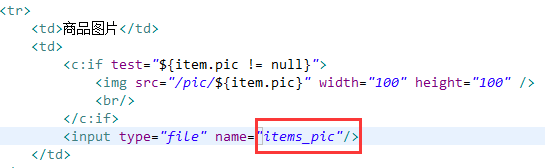 <tr>
<td>商品图片</td>
<td>
<c:if test="${item.pic != null}">
<img src="/pic/${item.pic}" width="100" height="100" />
<br/>
</c:if>
<input type="file" name="items_pic"/>
</td>